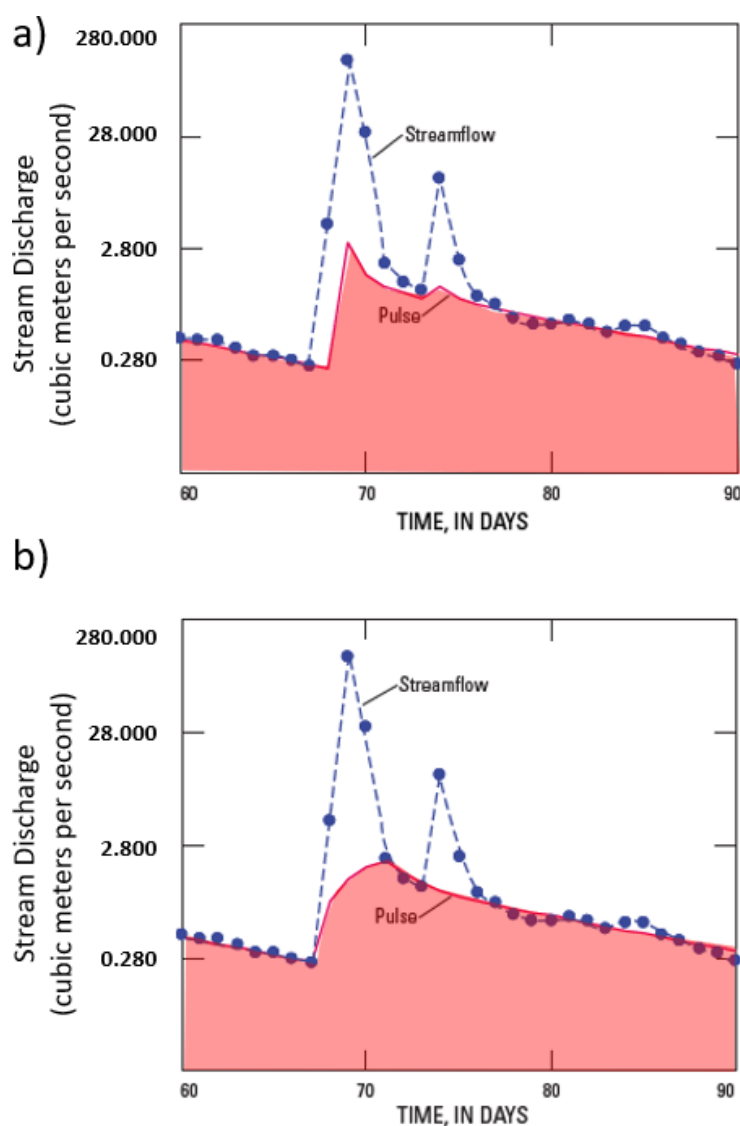 a)
280.000
28.000
2.800
0.280
Stream Discharge
(cubic meters per second)
Streamflow
Pulse
60 70 80 90
TIME, IN DAYS
b)
280.000
28.000
2.800
0.280
Stream Discharge
(cubic meters per second)
Streamflow
Pulse
60 70 80 90
TIME, IN DAYS